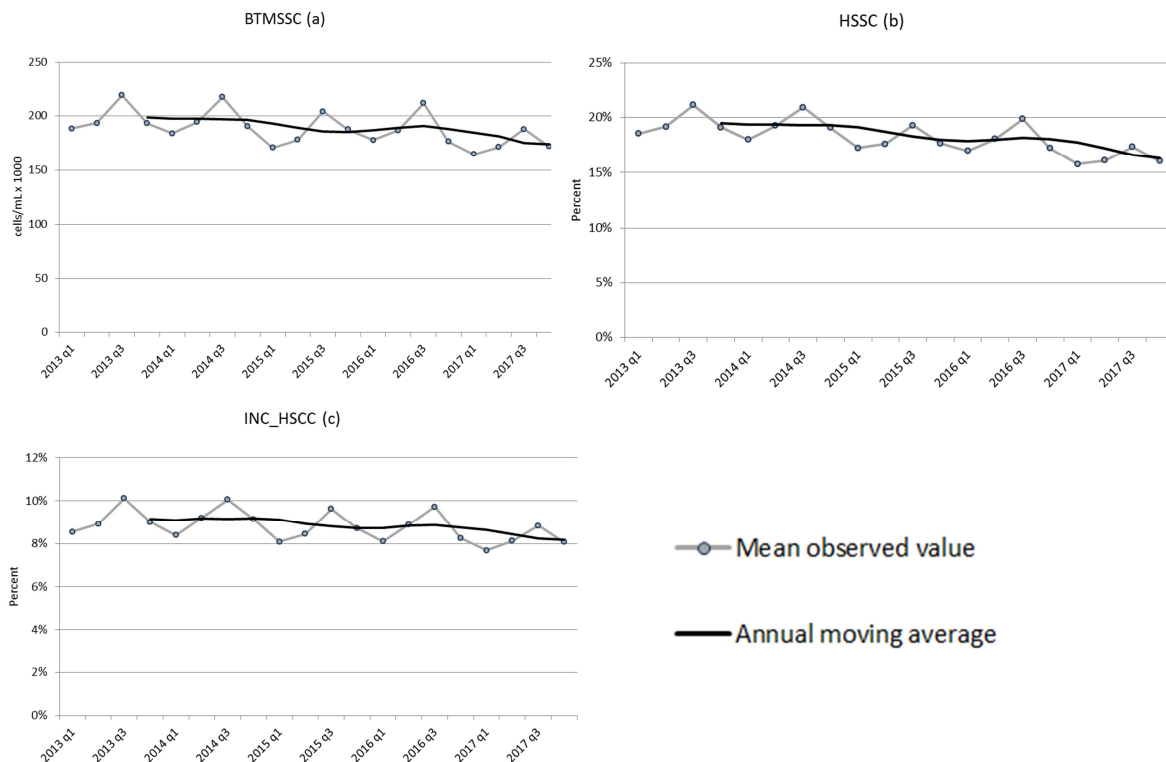 BTMSSC (a)
250
200
150
100
50
0
cells/mL x 1000
2013 q1
2013 q3
2014 q1
2014 q3
2015 q1
2015 q3
2016 q1
2016 q3
2017 q1
2017 q3
HSSC (b)
25%
20%
15%
10%
5%
0%
Percent
2013 q1
2013 q3
2014 q1
2014 q3
2015 q1
2015 q3
2016 q1
2016 q3
2017 q1
2017 q3
INC_HSCC (c)
12%
10%
8%
6%
4%
2%
0%
Percent
2013 q1
2013 q3
2014 q1
2014 q3
2015 q1
2015 q3
2016 q1
2016 q3
2017 q1
2017 q3
Mean observed value
Annual moving average